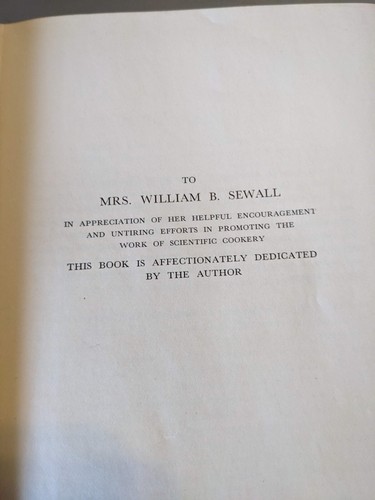 TO
MRS. WILLIAM B. SEWALL
IN APPRECIATION OF HER HELPFUL ENCOURAGEMENT
AND UNTIRING EFFORTS IN PROMOTING THE
WORK OF SCIENTIFIC COOKERY
THIS BOOK IS AFFECTIONATELY DEDICATED
BY THE AUTHOR